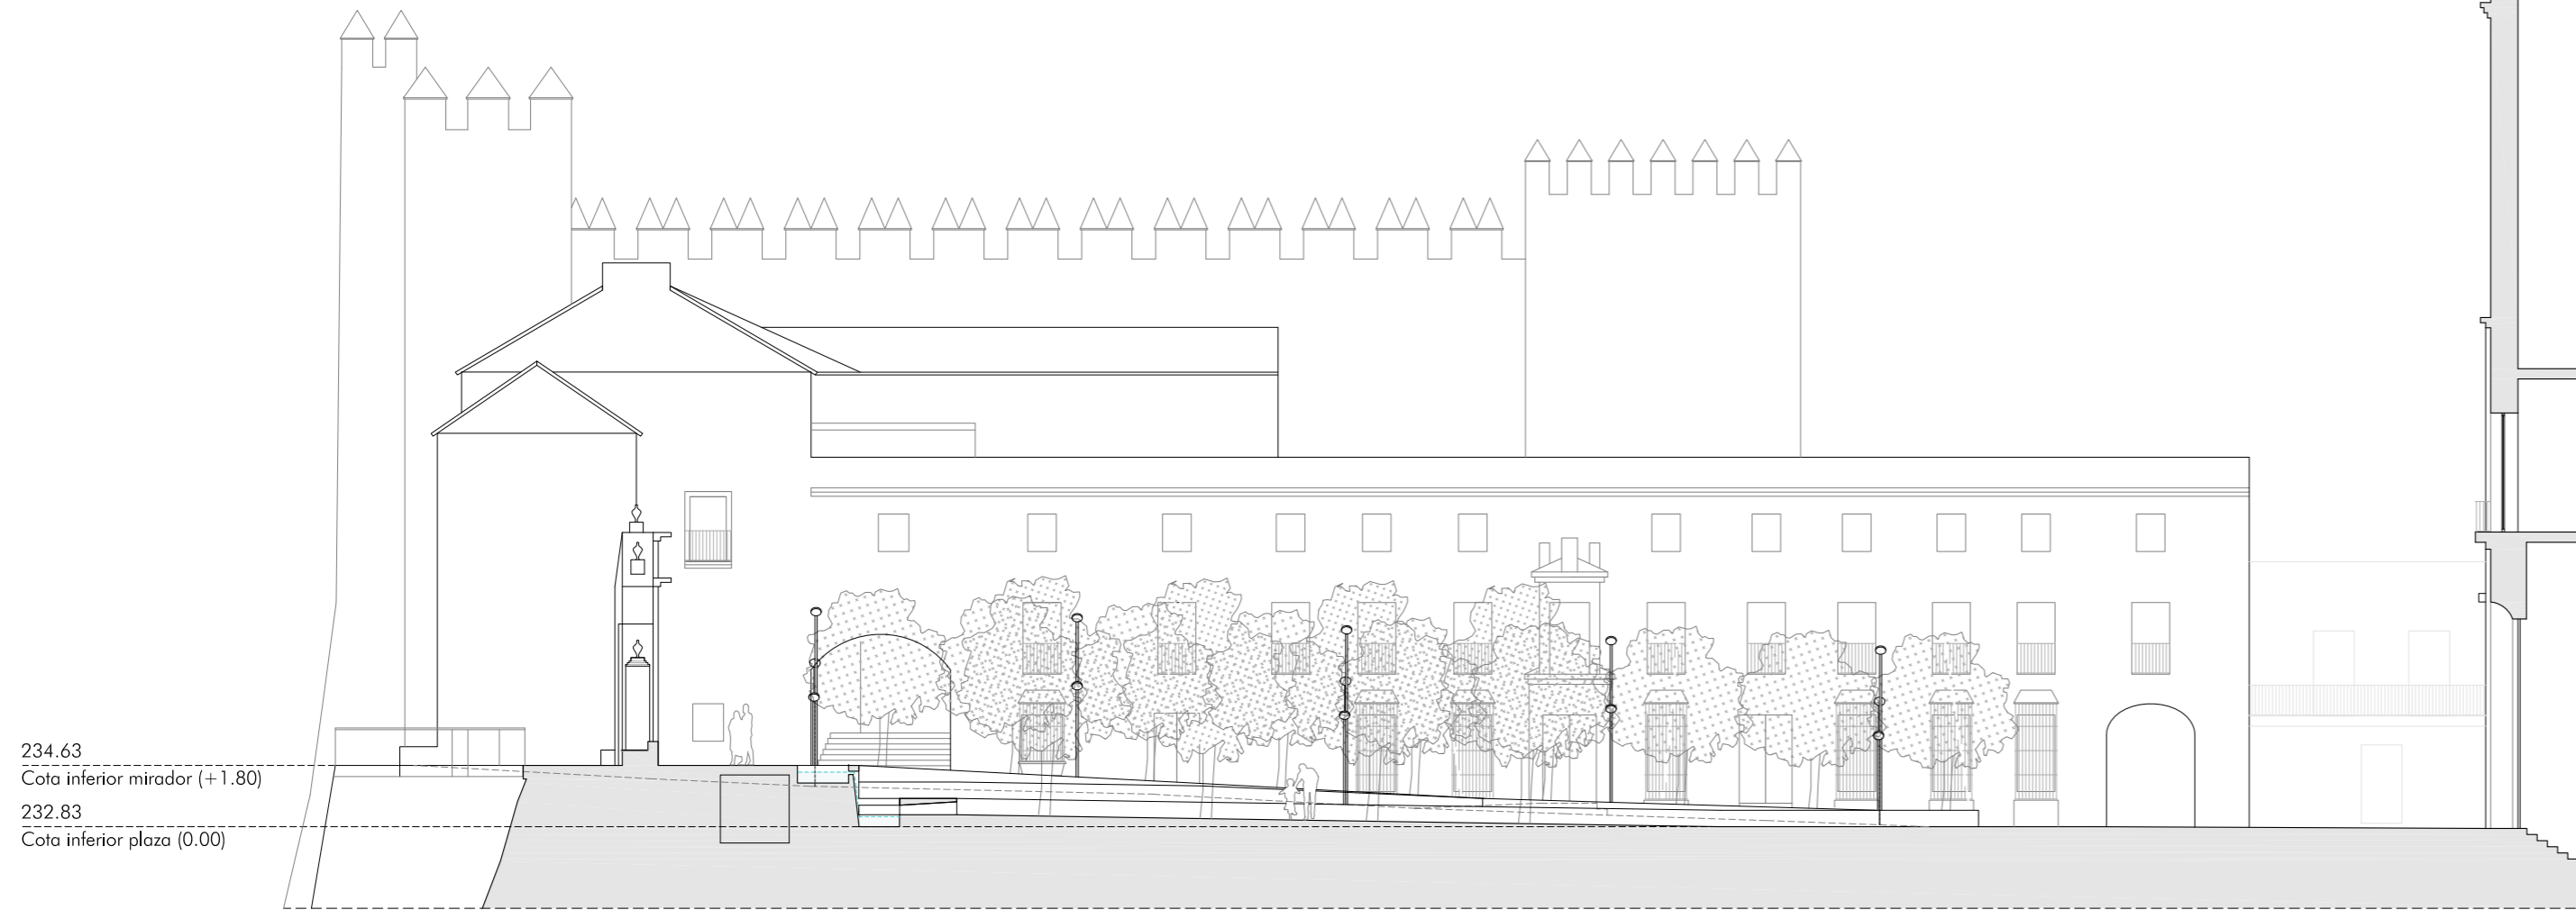 234.63
Cota inferior mirador (+1.80)
232.83
Cota inferior plaza (0.00)